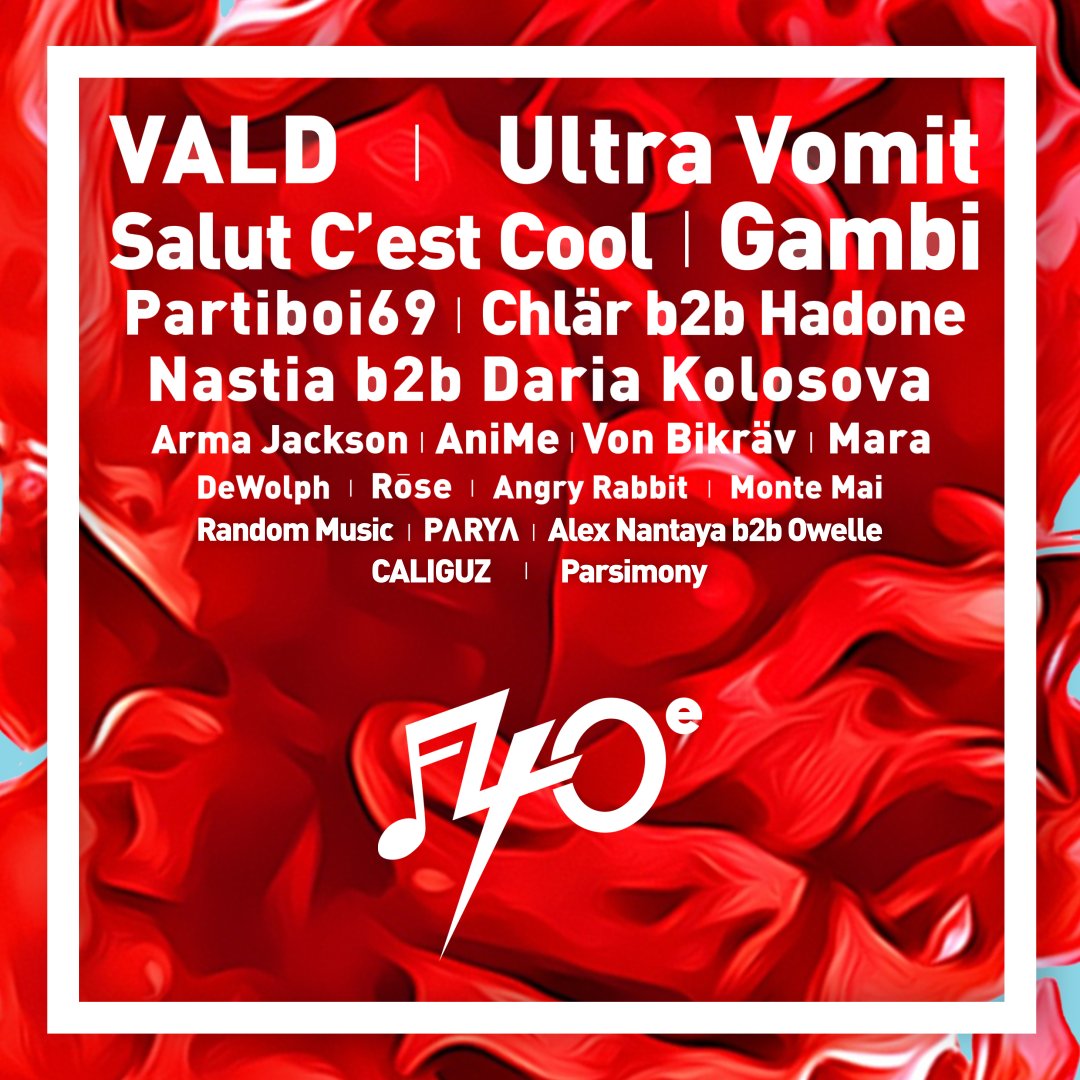 VALD | Ultra Vomit
Salut C’est Cool | Gambi
Partiboi69 | Chlär b2b Hadone
Nastia b2b Daria Kolosova
Arma Jackson | AniMe | Von Bikräv | Mara
DeWolph | Rōse | Angry Rabbit | Monte Mai
Random Music | PΛRYΛ | Alex Nantaya b2b Owelle
CALIGUZ | Parsimony
40e